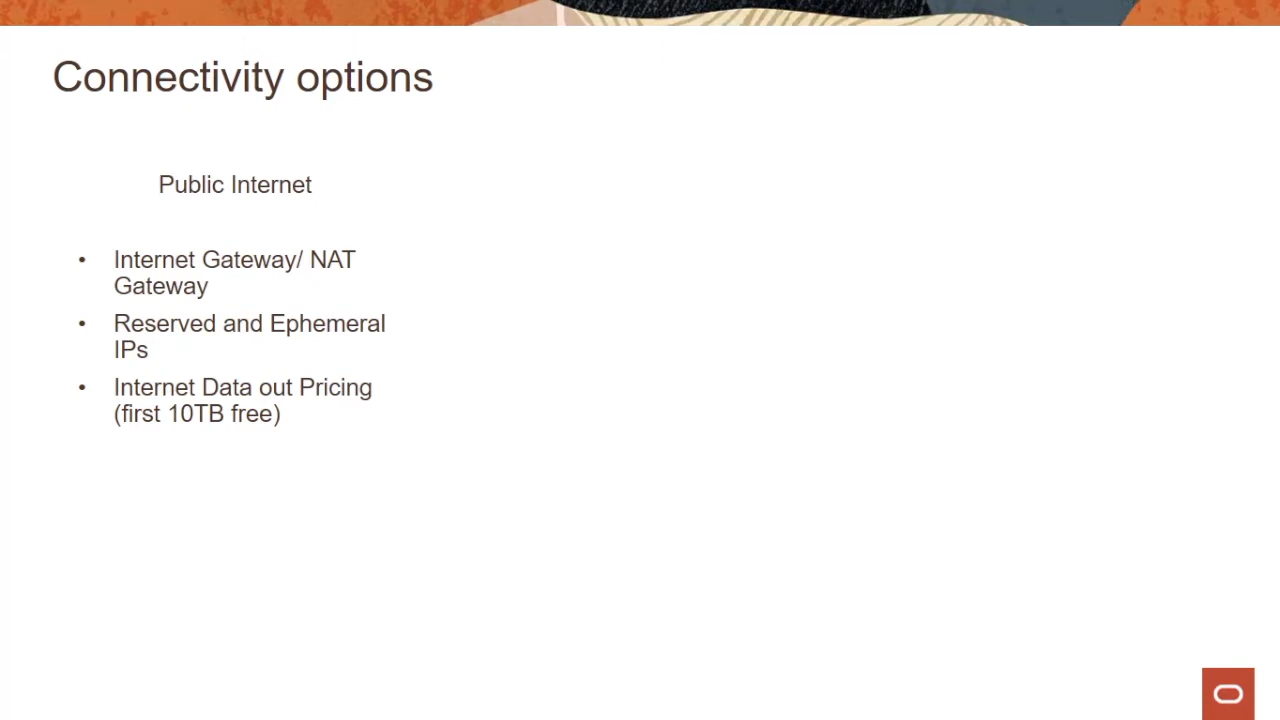 Connectivity options
Public Internet
• Internet Gateway/ NAT
Gateway
• Reserved and Ephemeral
IPs
• Internet Data out Pricing
(first 10TB free)